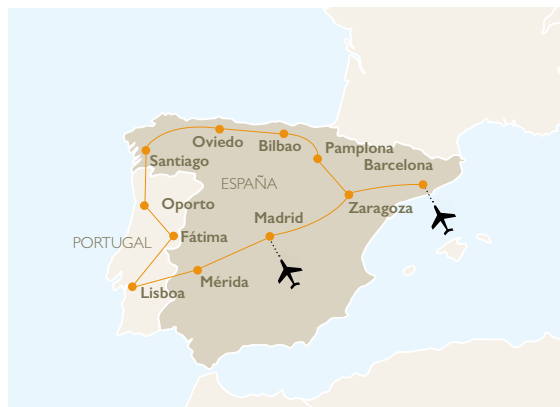 Oviedo
Bilbao
Pamplona
Santiago
Barcelona
ESPAÑA
Oporto
Zaragoza
Madrid
Fátima
PORTUGAL
Mérida
Lisboa